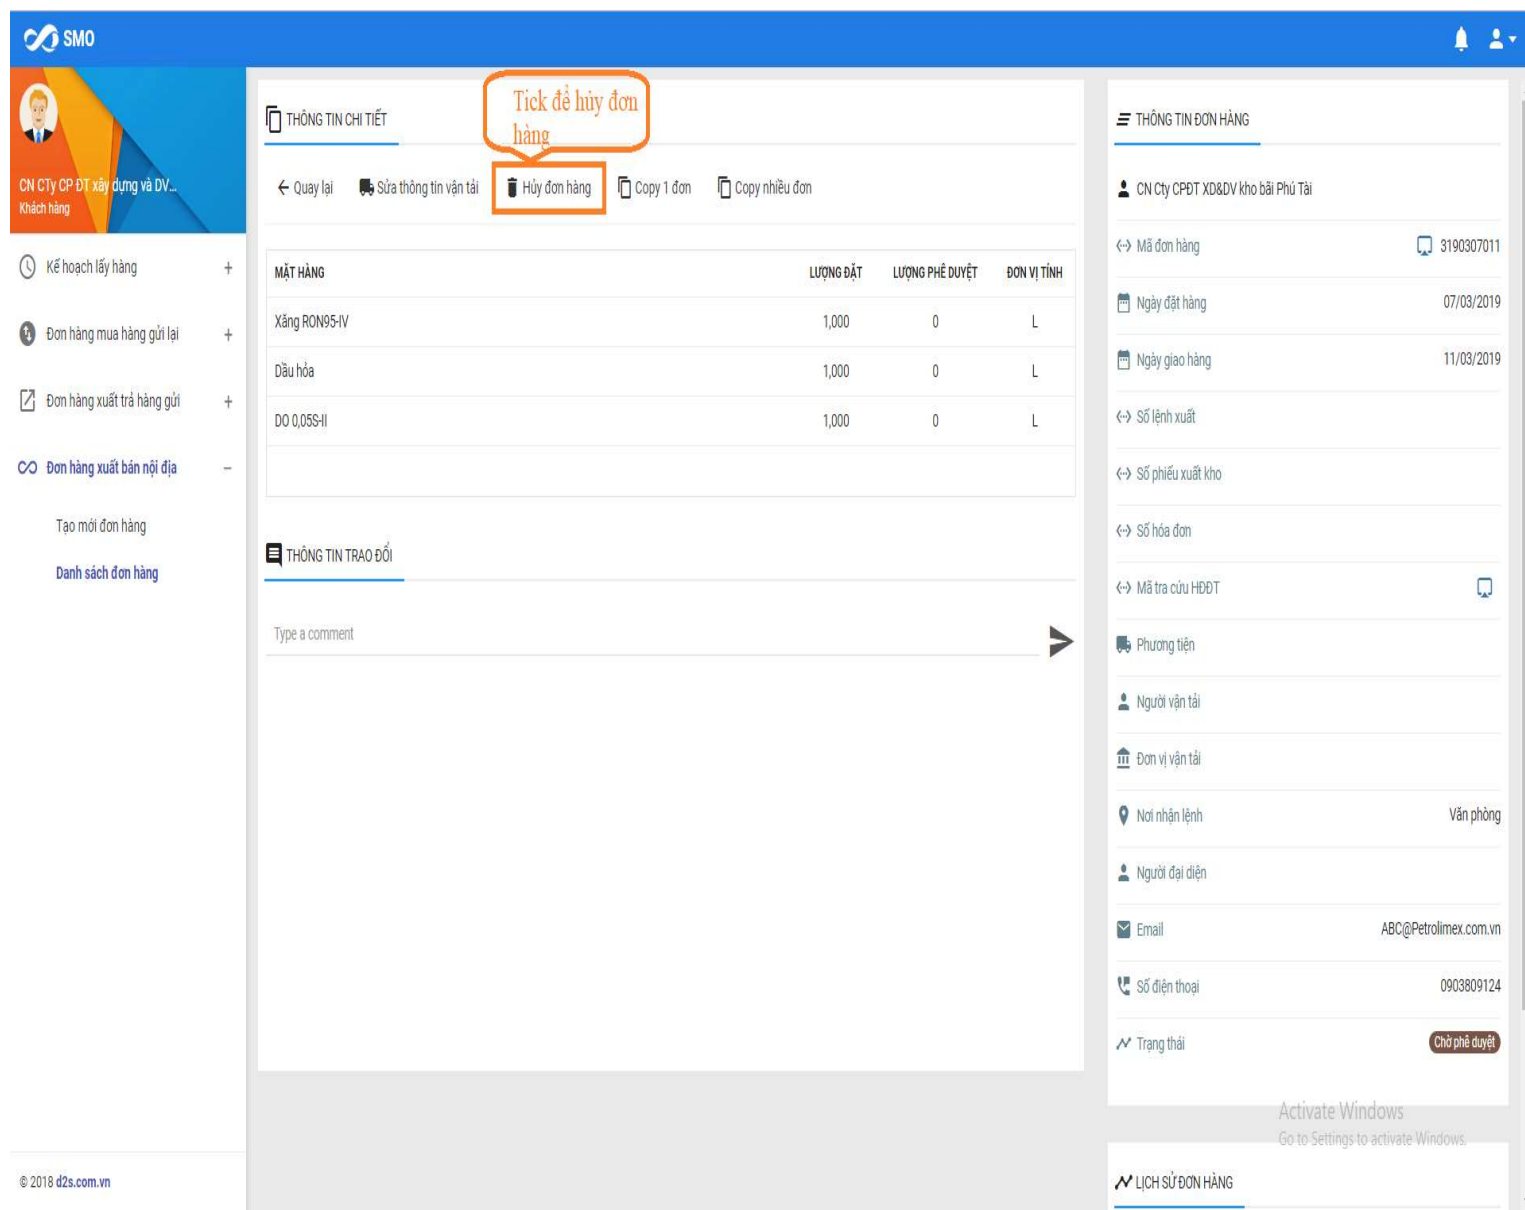 SMO
CN CTy CP ĐT xây dựng và DV...
Khách hàng
Kế hoạch lấy hàng +
Đơn hàng mua hàng gửi lại +
Đơn hàng xuất trả hàng gửi +
Đơn hàng xuất bán nội địa –
Tạo mới đơn hàng
Danh sách đơn hàng
© 2018 d2s.com.vn
THÔNG TIN CHI TIẾT
Tick để hủy đơn
hàng
Quay lại Sửa thông tin vận tải Hủy đơn hàng Copy 1 đơn Copy nhiều đơn
MẶT HÀNG LƯỢNG ĐẶT LƯỢNG PHÊ DUYỆT ĐƠN VỊ TÍNH
Xăng RON95-IV 1,000 0 L
Dầu hỏa 1,000 0 L
DO 0,05S-II 1,000 0 L
THÔNG TIN TRAO ĐỔI
Type a comment
THÔNG TIN ĐƠN HÀNG
CN Cty CPĐT XD&DV kho bãi Phú Tài
Mã đơn hàng 3190307011
Ngày đặt hàng 07/03/2019
Ngày giao hàng 11/03/2019
Số lệnh xuất
Số phiếu xuất kho
Số hóa đơn
Mã tra cứu HĐĐT
Phương tiện
Người vận tải
Đơn vị vận tải
Nơi nhận lệnh Văn phòng
Người đại diện
Email ABC@Petrolimex.com.vn
Số điện thoại 0903809124
Trạng thái Chờ phê duyệt
Activate Windows
Go to Settings to activate Windows.
LỊCH SỬ ĐƠN HÀNG